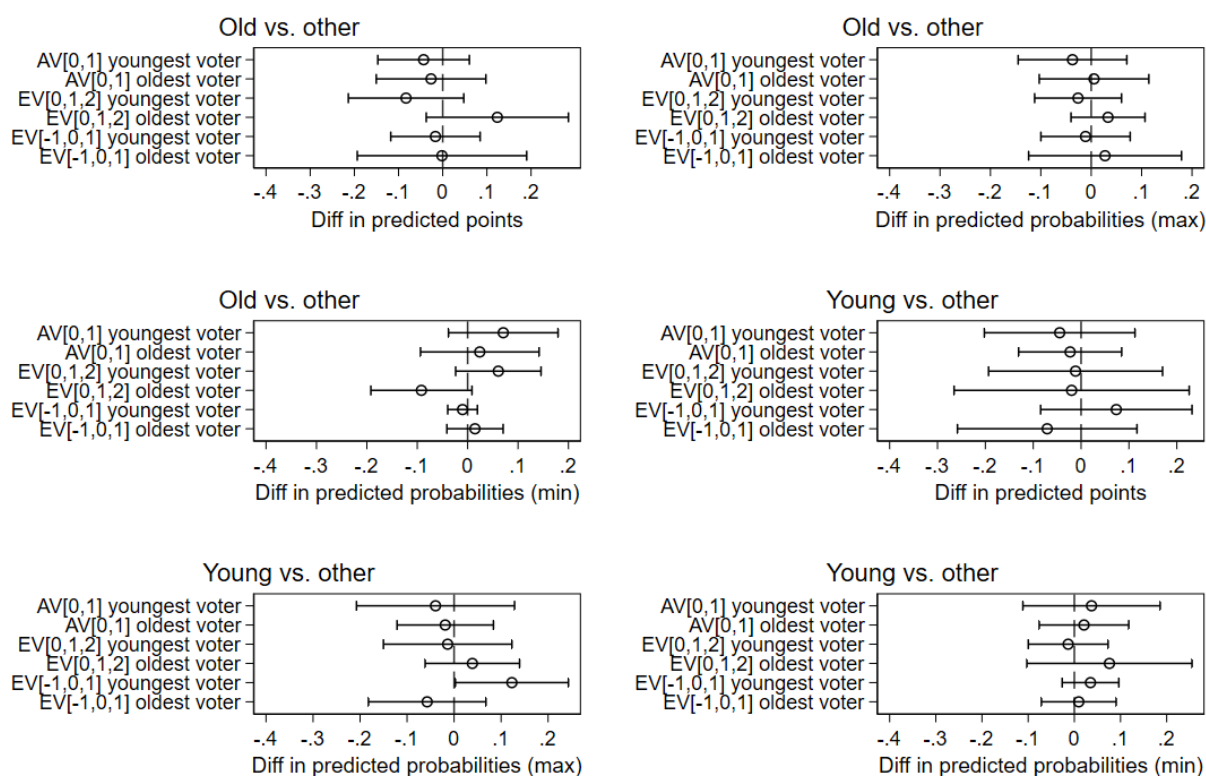 Old vs. other
AV[0,1] youngest voter
AV[0,1] oldest voter
EV[0,1,2] youngest voter
EV[0,1,2] oldest voter
EV[-1,0,1] youngest voter
EV[-1,0,1] oldest voter
-.4 -.3 -.2 -.1 0 .1 .2
Diff in predicted points
Old vs. other
AV[0,1] youngest voter
AV[0,1] oldest voter
EV[0,1,2] youngest voter
EV[0,1,2] oldest voter
EV[-1,0,1] youngest voter
EV[-1,0,1] oldest voter
-.4 -.3 -.2 -.1 0 .1 .2
Diff in predicted probabilities (max)
Old vs. other
AV[0,1] youngest voter
AV[0,1] oldest voter
EV[0,1,2] youngest voter
EV[0,1,2] oldest voter
EV[-1,0,1] youngest voter
EV[-1,0,1] oldest voter
-.4 -.3 -.2 -.1 0 .1 .2
Diff in predicted probabilities (min)
Young vs. other
AV[0,1] youngest voter
AV[0,1] oldest voter
EV[0,1,2] youngest voter
EV[0,1,2] oldest voter
EV[-1,0,1] youngest voter
EV[-1,0,1] oldest voter
-.4 -.3 -.2 -.1 0 .1 .2
Diff in predicted points
Young vs. other
AV[0,1] youngest voter
AV[0,1] oldest voter
EV[0,1,2] youngest voter
EV[0,1,2] oldest voter
EV[-1,0,1] youngest voter
EV[-1,0,1] oldest voter
-.4 -.3 -.2 -.1 0 .1 .2
Diff in predicted probabilities (max)
Young vs. other
AV[0,1] youngest voter
AV[0,1] oldest voter
EV[0,1,2] youngest voter
EV[0,1,2] oldest voter
EV[-1,0,1] youngest voter
EV[-1,0,1] oldest voter
-.4 -.3 -.2 -.1 0 .1 .2
Diff in predicted probabilities (min)